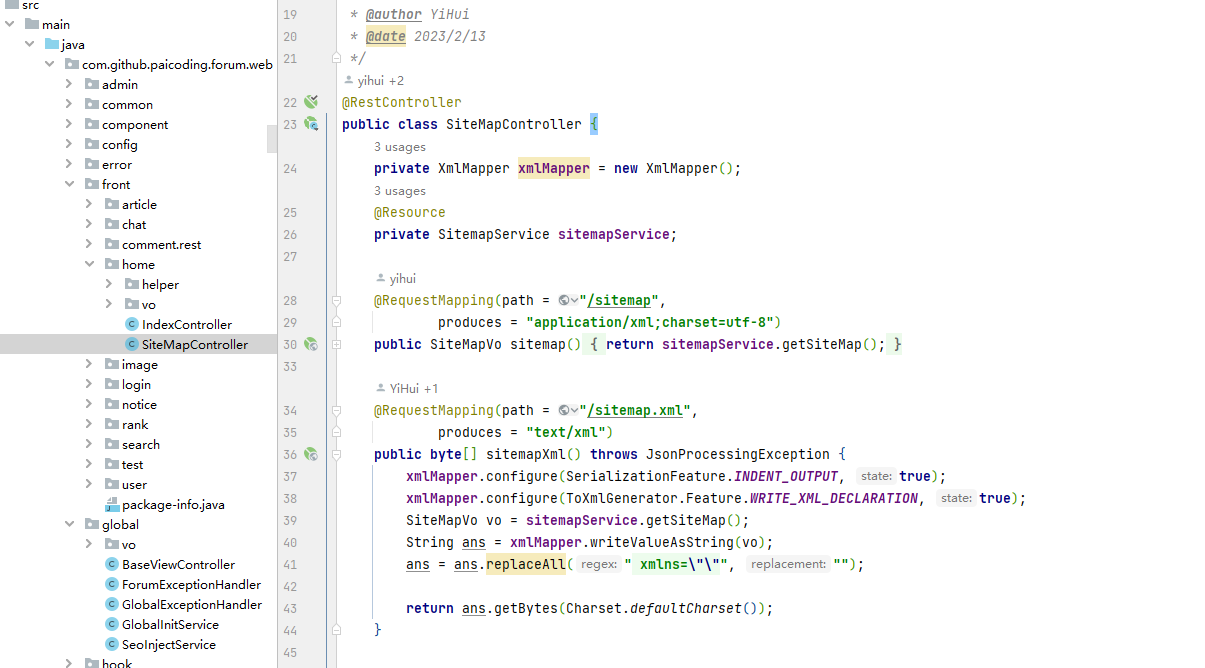 src
main
java
com.github.paicoding.forum.web
admin
common
component
config
error
front
article
chat
comment.rest
home
helper
vo
IndexController
SiteMapController
image
login
notice
rank
search
test
user
package-info.java
global
vo
BaseViewController
ForumExceptionHandler
GlobalExceptionHandler
GlobalInitService
SeoInjectService
hook
19 * @author YiHui
20 * @date 2023/2/13
21 */
yihui +2
22 @RestController
23 public class SiteMapController {
3 usages
24 private XmlMapper xmlMapper = new XmlMapper();
3 usages
25 @Resource
26 private SitemapService sitemapService;
27
yihui
28 @RequestMapping(path = "/sitemap",
29 produces = "application/xml;charset=utf-8")
30 public SiteMapVo sitemap() { return sitemapService.getSiteMap(); }
33
YiHui +1
34 @RequestMapping(path = "/sitemap.xml",
35 produces = "text/xml")
36 public byte[] sitemapXml() throws JsonProcessingException {
37 xmlMapper.configure(SerializationFeature.INDENT_OUTPUT, state: true);
38 xmlMapper.configure(ToXmlGenerator.Feature.WRITE_XML_DECLARATION, state: true);
39 SiteMapVo vo = sitemapService.getSiteMap();
40 String ans = xmlMapper.writeValueAsString(vo);
41 ans = ans.replaceAll( regex: " xmlns=\"\"", replacement: "");
42
43 return ans.getBytes(Charset.defaultCharset());
44 }
45